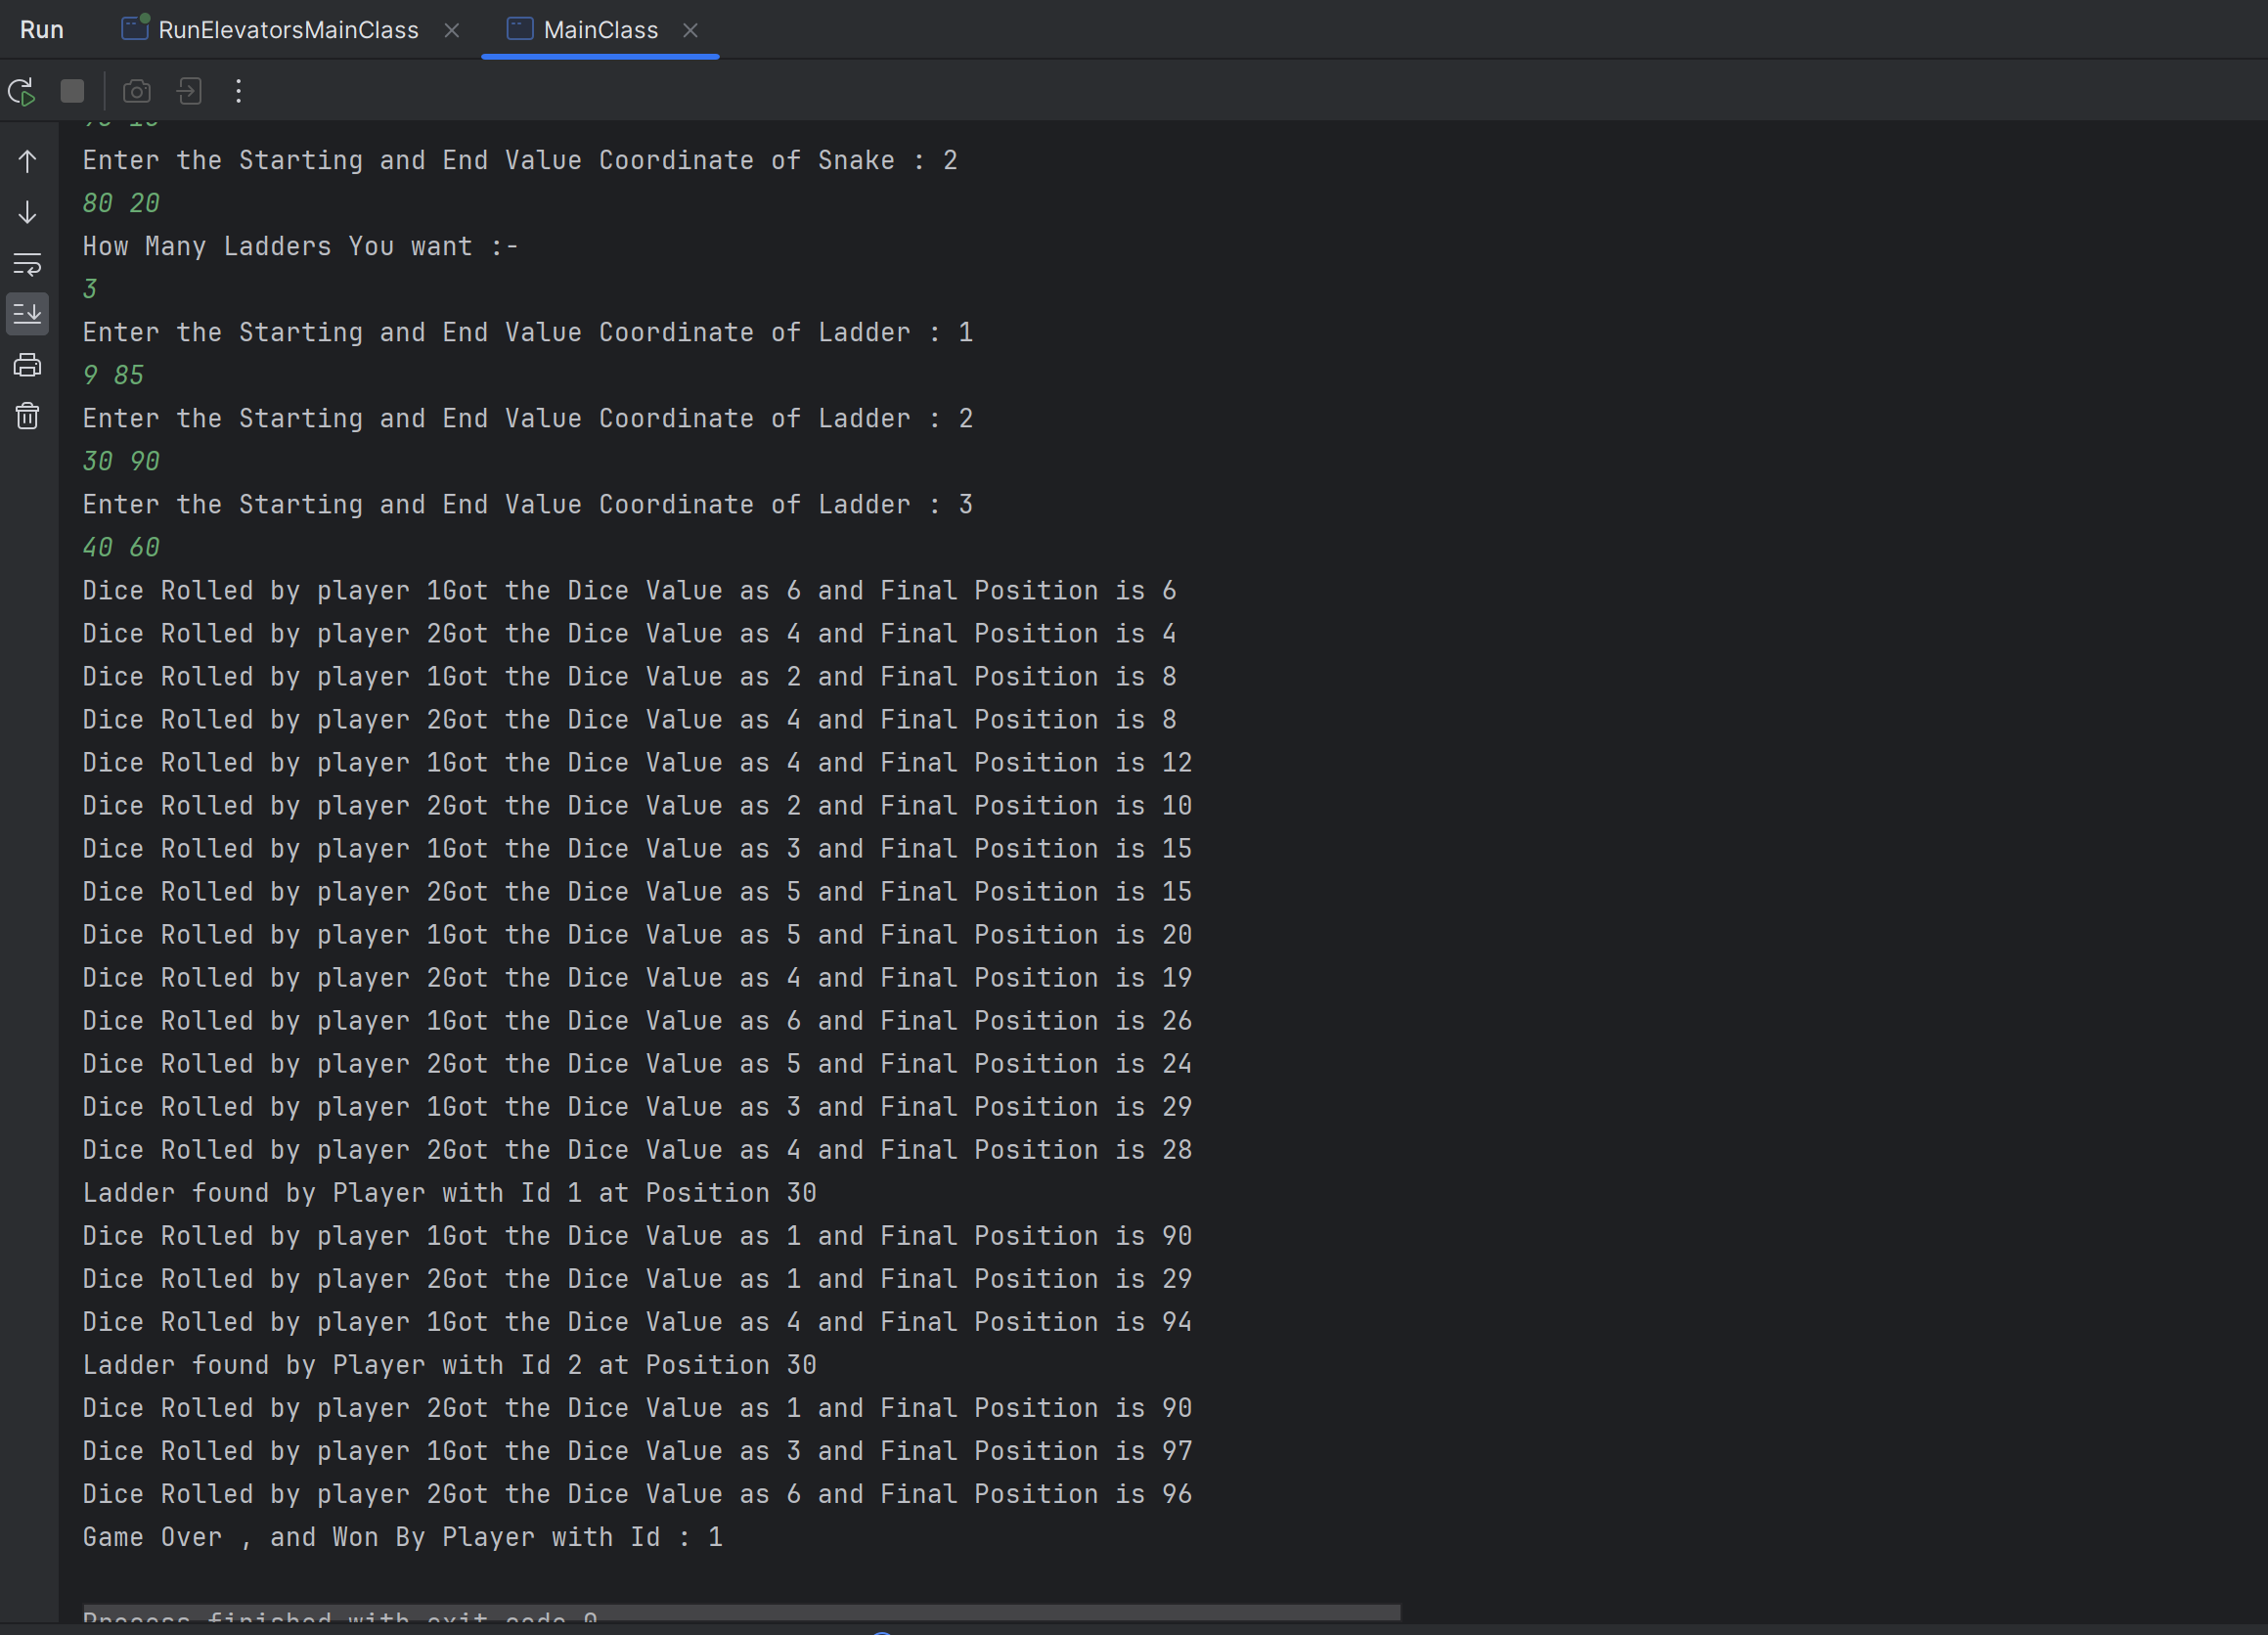 Run RunElevatorsMainClass MainClass
Enter the Starting and End Value Coordinate of Snake : 2
80 20
How Many Ladders You want :-
3
Enter the Starting and End Value Coordinate of Ladder : 1
9 85
Enter the Starting and End Value Coordinate of Ladder : 2
30 90
Enter the Starting and End Value Coordinate of Ladder : 3
40 60
Dice Rolled by player 1Got the Dice Value as 6 and Final Position is 6
Dice Rolled by player 2Got the Dice Value as 4 and Final Position is 4
Dice Rolled by player 1Got the Dice Value as 2 and Final Position is 8
Dice Rolled by player 2Got the Dice Value as 4 and Final Position is 8
Dice Rolled by player 1Got the Dice Value as 4 and Final Position is 12
Dice Rolled by player 2Got the Dice Value as 2 and Final Position is 10
Dice Rolled by player 1Got the Dice Value as 3 and Final Position is 15
Dice Rolled by player 2Got the Dice Value as 5 and Final Position is 15
Dice Rolled by player 1Got the Dice Value as 5 and Final Position is 20
Dice Rolled by player 2Got the Dice Value as 4 and Final Position is 19
Dice Rolled by player 1Got the Dice Value as 6 and Final Position is 26
Dice Rolled by player 2Got the Dice Value as 5 and Final Position is 24
Dice Rolled by player 1Got the Dice Value as 3 and Final Position is 29
Dice Rolled by player 2Got the Dice Value as 4 and Final Position is 28
Ladder found by Player with Id 1 at Position 30
Dice Rolled by player 1Got the Dice Value as 1 and Final Position is 90
Dice Rolled by player 2Got the Dice Value as 1 and Final Position is 29
Dice Rolled by player 1Got the Dice Value as 4 and Final Position is 94
Ladder found by Player with Id 2 at Position 30
Dice Rolled by player 2Got the Dice Value as 1 and Final Position is 90
Dice Rolled by player 1Got the Dice Value as 3 and Final Position is 97
Dice Rolled by player 2Got the Dice Value as 6 and Final Position is 96
Game Over , and Won By Player with Id : 1
Process finished with exit code 0